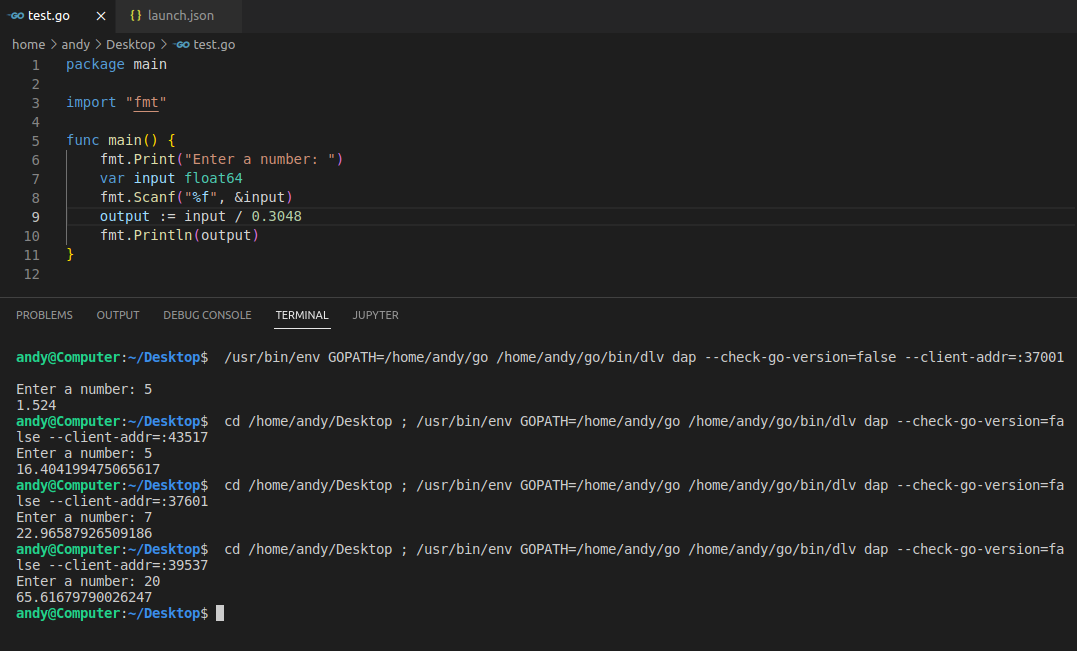 GO test.go × {} launch.json
home > andy > Desktop > GO test.go
1 package main
2
3 import "fmt"
4
5 func main() {
6 fmt.Print("Enter a number: ")
7 var input float64
8 fmt.Scanf("%f", &input)
9 output := input / 0.3048
10 fmt.Println(output)
11 }
12
PROBLEMS OUTPUT DEBUG CONSOLE TERMINAL JUPYTER
andy@Computer:~/Desktop$ /usr/bin/env GOPATH=/home/andy/go /home/andy/go/bin/dlv dap --check-go-version=false --client-addr=:37001
Enter a number: 5
1.524
andy@Computer:~/Desktop$ cd /home/andy/Desktop ; /usr/bin/env GOPATH=/home/andy/go /home/andy/go/bin/dlv dap --check-go-version=fa
lse --client-addr=:43517
Enter a number: 5
16.404199475065617
andy@Computer:~/Desktop$ cd /home/andy/Desktop ; /usr/bin/env GOPATH=/home/andy/go /home/andy/go/bin/dlv dap --check-go-version=fa
lse --client-addr=:37601
Enter a number: 7
22.96587926509186
andy@Computer:~/Desktop$ cd /home/andy/Desktop ; /usr/bin/env GOPATH=/home/andy/go /home/andy/go/bin/dlv dap --check-go-version=fa
lse --client-addr=:39537
Enter a number: 20
65.61679790026247
andy@Computer:~/Desktop$